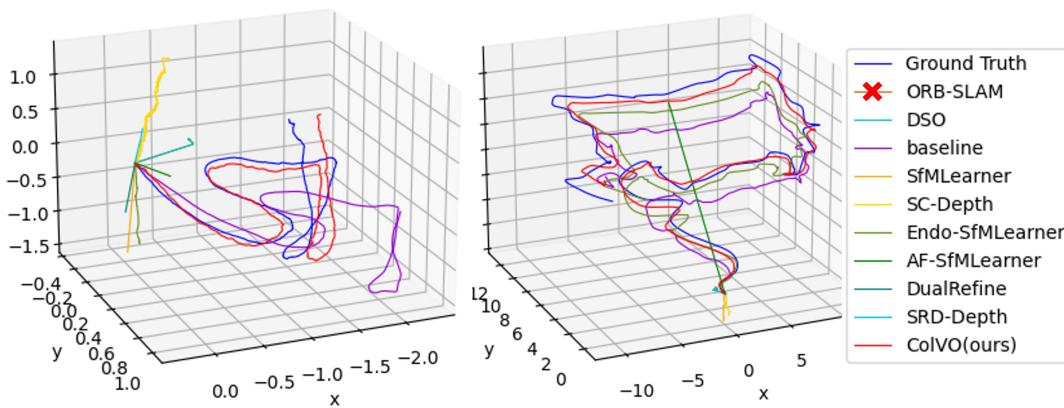 1.0
0.5
0.0
−0.5
−1.0
−1.5
−0.4
−0.2
0.0
0.2
0.4
0.6
0.8
1.0
y
0.0
−0.5
−1.0
−1.5
−2.0
x
12
10
8
6
4
2
0
y
−10
−5
0
5
x
Ground Truth
ORB-SLAM
DSO
baseline
SfMLearner
SC-Depth
Endo-SfMLearner
AF-SfMLearner
DualRefine
SRD-Depth
ColVO(ours)